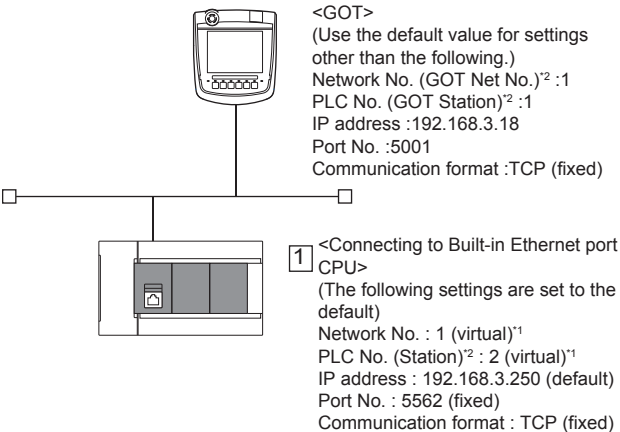 <GOT>
(Use the default value for settings
other than the following.)
Network No. (GOT Net No.)*2 :1
PLC No. (GOT Station)*2 :1
IP address :192.168.3.18
Port No. :5001
Communication format :TCP (fixed)
1
<Connecting to Built-in Ethernet port
CPU>
(The following settings are set to the
default)
Network No. : 1 (virtual)*1
PLC No. (Station)*2 : 2 (virtual)*1
IP address : 192.168.3.250 (default)
Port No. : 5562 (fixed)
Communication format : TCP (fixed)